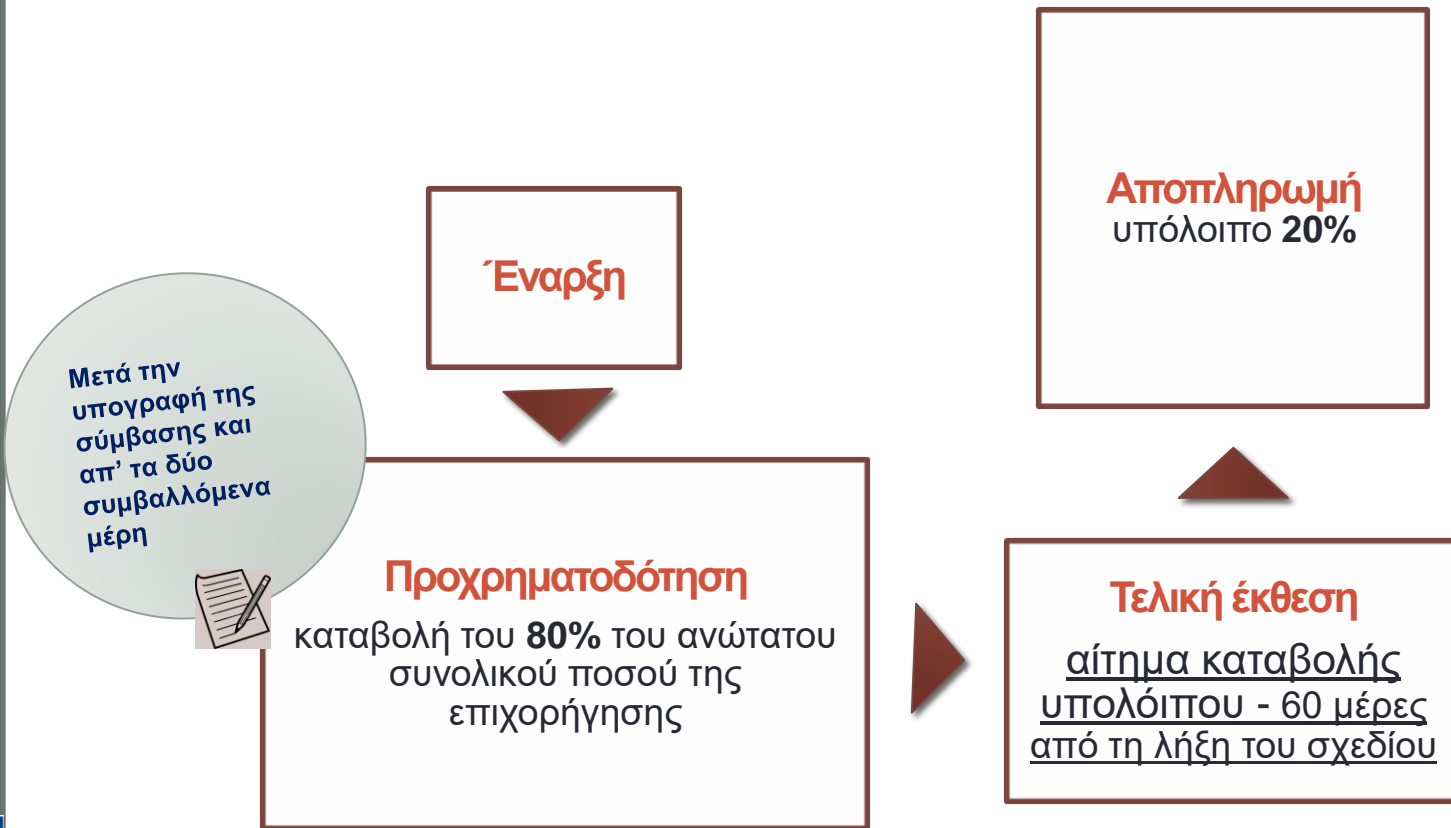 Έναρξη
Μετά την
υπογραφή της
σύμβασης και
απ’ τα δύο
συμβαλλόμενα
μέρη
Προχρηματοδότηση
καταβολή του 80% του ανώτατου
συνολικού ποσού της
επιχορήγησης
Τελική έκθεση
αίτημα καταβολής
υπολόιπου - 60 μέρες
από τη λήξη του σχεδίου
Αποπληρωμή
υπόλοιπο 20%